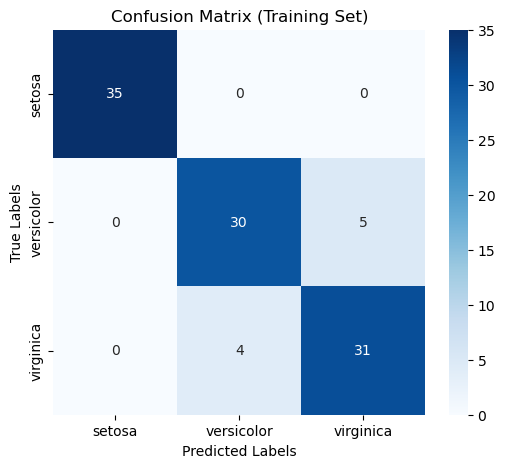 Confusion Matrix (Training Set)
True Labels
setosa
versicolor
virginica
35 0 0
0 30 5
0 4 31
setosa versicolor virginica
Predicted Labels
35
30
25
20
15
10
5
0